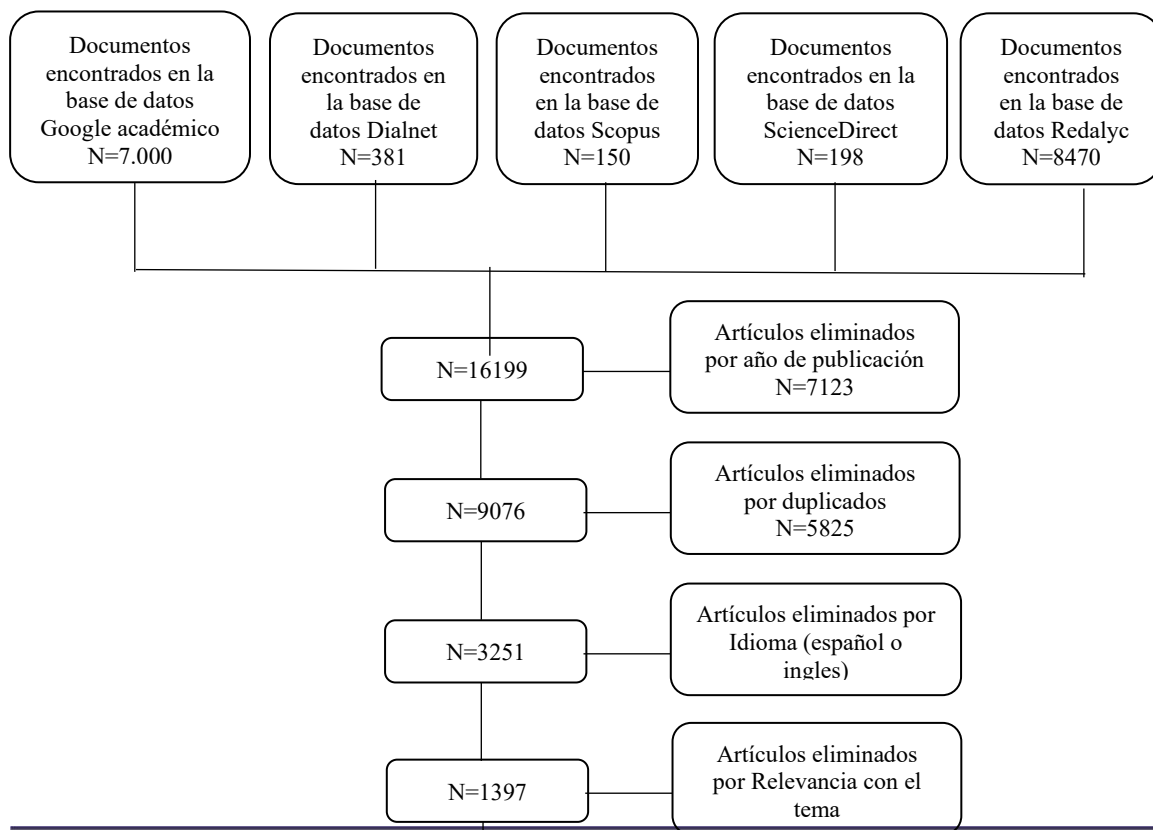 Documentos
encontrados en la
base de datos
Google académico
N=7.000
Documentos
encontrados en
la base de
datos Dialnet
N=381
Documentos
encontrados
en la base de
datos Scopus
N=150
Documentos
encontrados en la
base de datos
ScienceDirect
N=198
Documentos
encontrados
en la base de
datos Redalyc
N=8470
N=16199
Artículos eliminados
por año de publicación
N=7123
N=9076
Artículos eliminados
por duplicados
N=5825
N=3251
Artículos eliminados por
Idioma (español o
ingles)
N=1397
Artículos eliminados
por Relevancia con el
tema